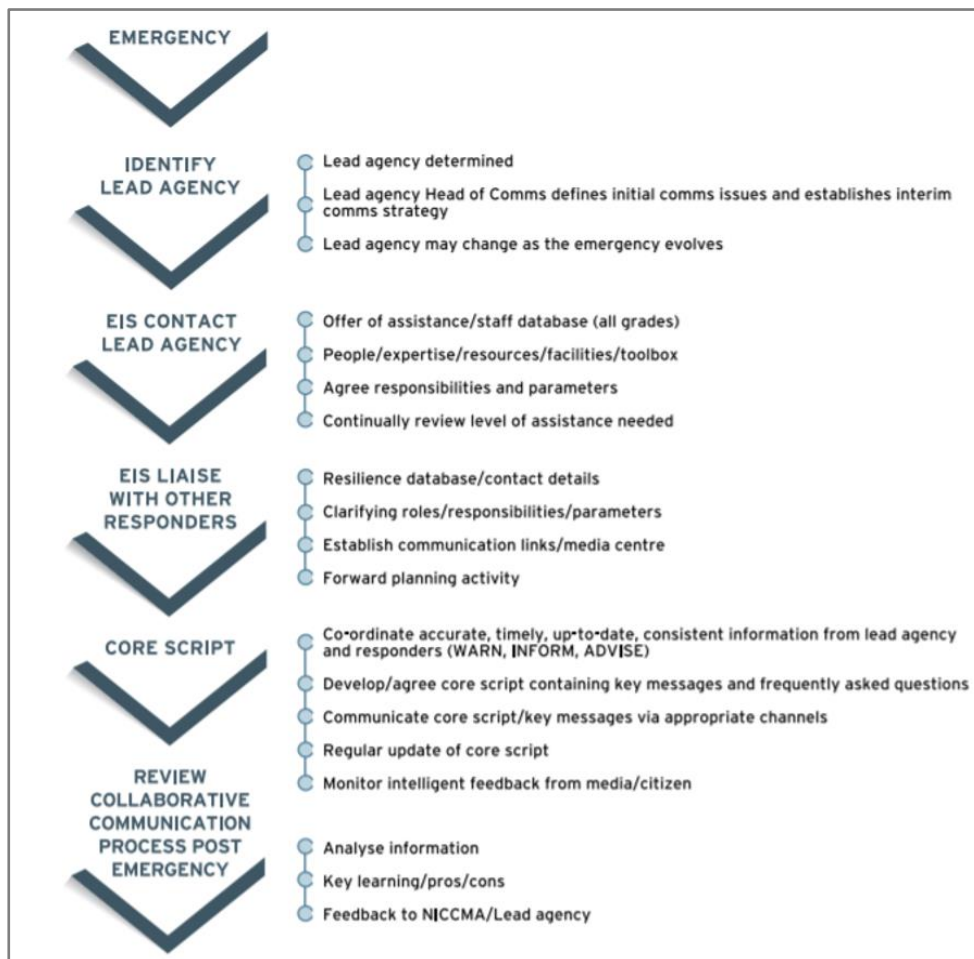 EMERGENCY
IDENTIFY
LEAD AGENCY
Lead agency determined
Lead agency Head of Comms defines initial comms issues and establishes interim
comms strategy
Lead agency may change as the emergency evolves
EIS CONTACT
LEAD AGENCY
Offer of assistance/staff database (all grades)
People/expertise/resources/facilities/toolbox
Agree responsibilities and parameters
Continually review level of assistance needed
EIS LIAISE
WITH OTHER
RESPONDERS
Resilience database/contact details
Clarifying roles/responsibilities/parameters
Establish communication links/media centre
Forward planning activity
CORE SCRIPT
Co-ordinate accurate, timely, up-to-date, consistent information from lead agency
and responders (WARN, INFORM, ADVISE)
Develop/agree core script containing key messages and frequently asked questions
Communicate core script/key messages via appropriate channels
Regular update of core script
Monitor intelligent feedback from media/citizen
REVIEW
COLLABORATIVE
COMMUNICATION
PROCESS POST
EMERGENCY
Analyse information
Key learning/pros/cons
Feedback to NICCMA/Lead agency